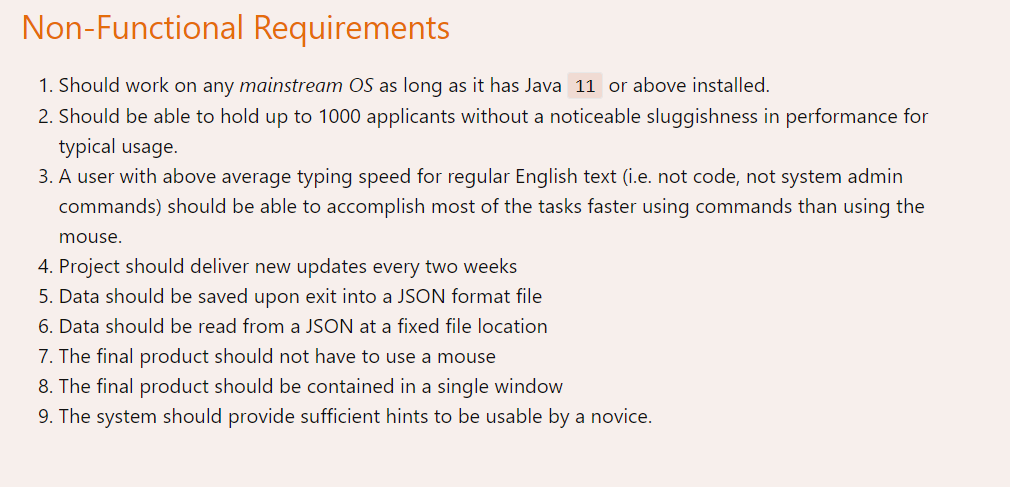 Non-Functional Requirements
1. Should work on any mainstream OS as long as it has Java 11 or above installed.
2. Should be able to hold up to 1000 applicants without a noticeable sluggishness in performance for
typical usage.
3. A user with above average typing speed for regular English text (i.e. not code, not system admin
commands) should be able to accomplish most of the tasks faster using commands than using the
mouse.
4. Project should deliver new updates every two weeks
5. Data should be saved upon exit into a JSON format file
6. Data should be read from a JSON at a fixed file location
7. The final product should not have to use a mouse
8. The final product should be contained in a single window
9. The system should provide sufficient hints to be usable by a novice.